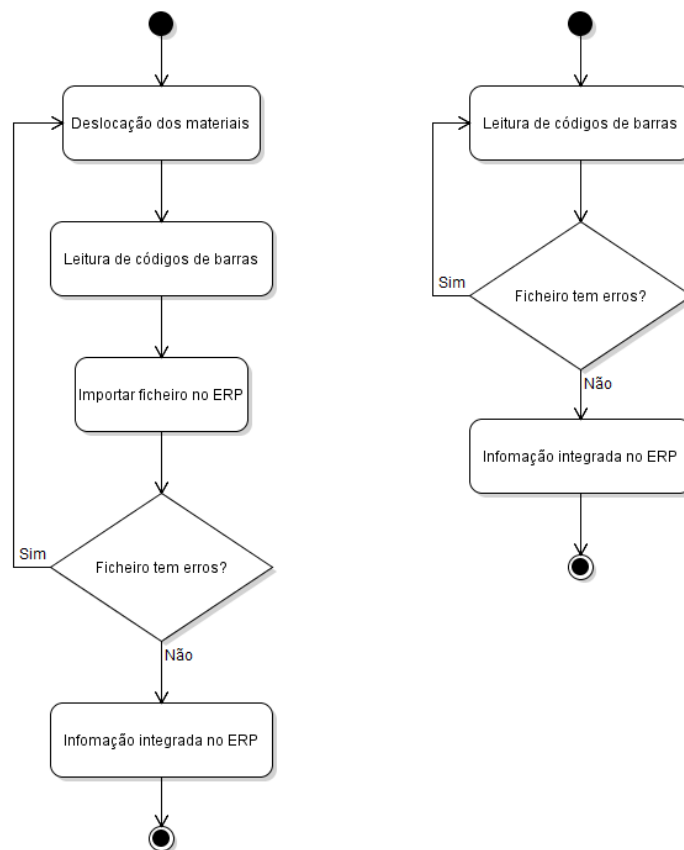 Deslocação dos materiais
Leitura de códigos de barras
Importar ficheiro no ERP
Ficheiro tem erros?
Sim
Não
Infomação integrada no ERP
Leitura de códigos de barras
Ficheiro tem erros?
Sim
Não
Infomação integrada no ERP